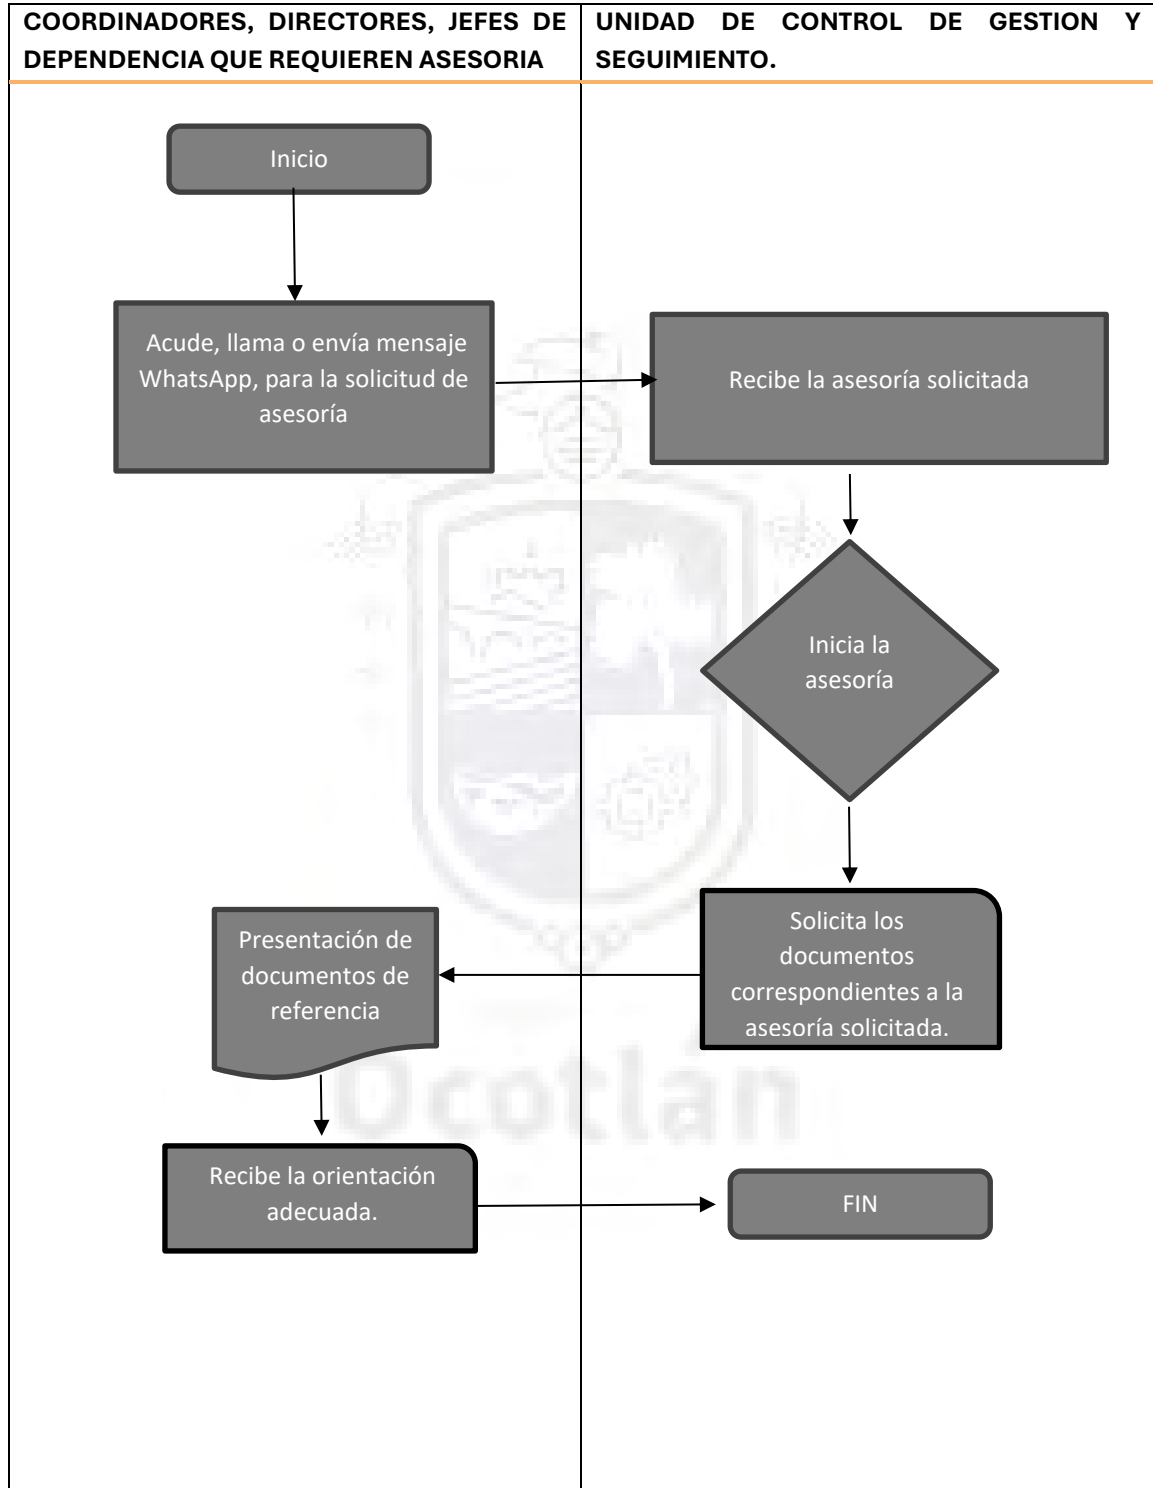 COORDINADORES, DIRECTORES, JEFES DE
DEPENDENCIA QUE REQUIEREN ASESORIA
UNIDAD DE CONTROL DE GESTION Y
SEGUIMIENTO.
Inicio
Acude, llama o envía mensaje
WhatsApp, para la solicitud de
asesoría
Recibe la asesoría solicitada
Inicia la
asesoría
Solicita los
documentos
correspondientes a la
asesoría solicitada.
Presentación de
documentos de
referencia
Ocotlán
Recibe la orientación
adecuada.
FIN